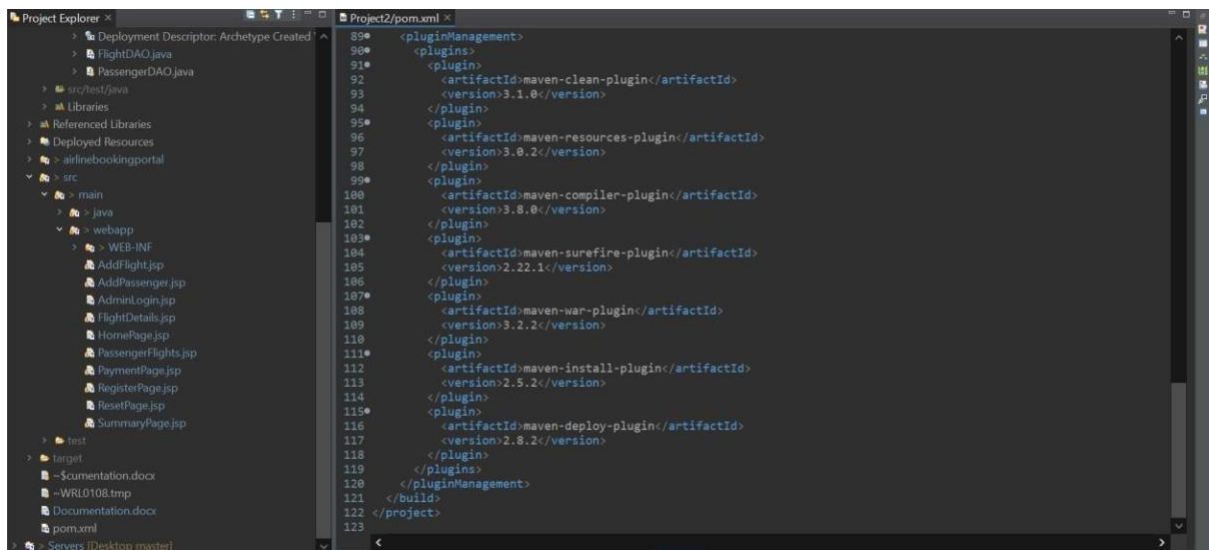 Project Explorer ×
> Deployment Descriptor: Archetype Created
> FlightDAO.java
> PassengerDAO.java
> src/test/java
> Libraries
> Referenced Libraries
> Deployed Resources
> > airlinebookingportal
> src
> main
> > java
> webapp
> > WEB-INF
AddFlight.jsp
AddPassenger.jsp
AdminLogin.jsp
FlightDetails.jsp
HomePage.jsp
PassengerFlights.jsp
PaymentPage.jsp
RegisterPage.jsp
ResetPage.jsp
SummaryPage.jsp
> test
> target
~$cumentation.docx
~WRL0108.tmp
Documentation.docx
pom.xml
> > Servers [Desktop master]
Project2/pom.xml ×
89 <pluginManagement>
90 <plugins>
91 <plugin>
92 <artifactId>maven-clean-plugin</artifactId>
93 <version>3.1.0</version>
94 </plugin>
95 <plugin>
96 <artifactId>maven-resources-plugin</artifactId>
97 <version>3.0.2</version>
98 </plugin>
99 <plugin>
100 <artifactId>maven-compiler-plugin</artifactId>
101 <version>3.8.0</version>
102 </plugin>
103 <plugin>
104 <artifactId>maven-surefire-plugin</artifactId>
105 <version>2.22.1</version>
106 </plugin>
107 <plugin>
108 <artifactId>maven-war-plugin</artifactId>
109 <version>3.2.2</version>
110 </plugin>
111 <plugin>
112 <artifactId>maven-install-plugin</artifactId>
113 <version>2.5.2</version>
114 </plugin>
115 <plugin>
116 <artifactId>maven-deploy-plugin</artifactId>
117 <version>2.8.2</version>
118 </plugin>
119 </plugins>
120 </pluginManagement>
121 </build>
122 </project>
123